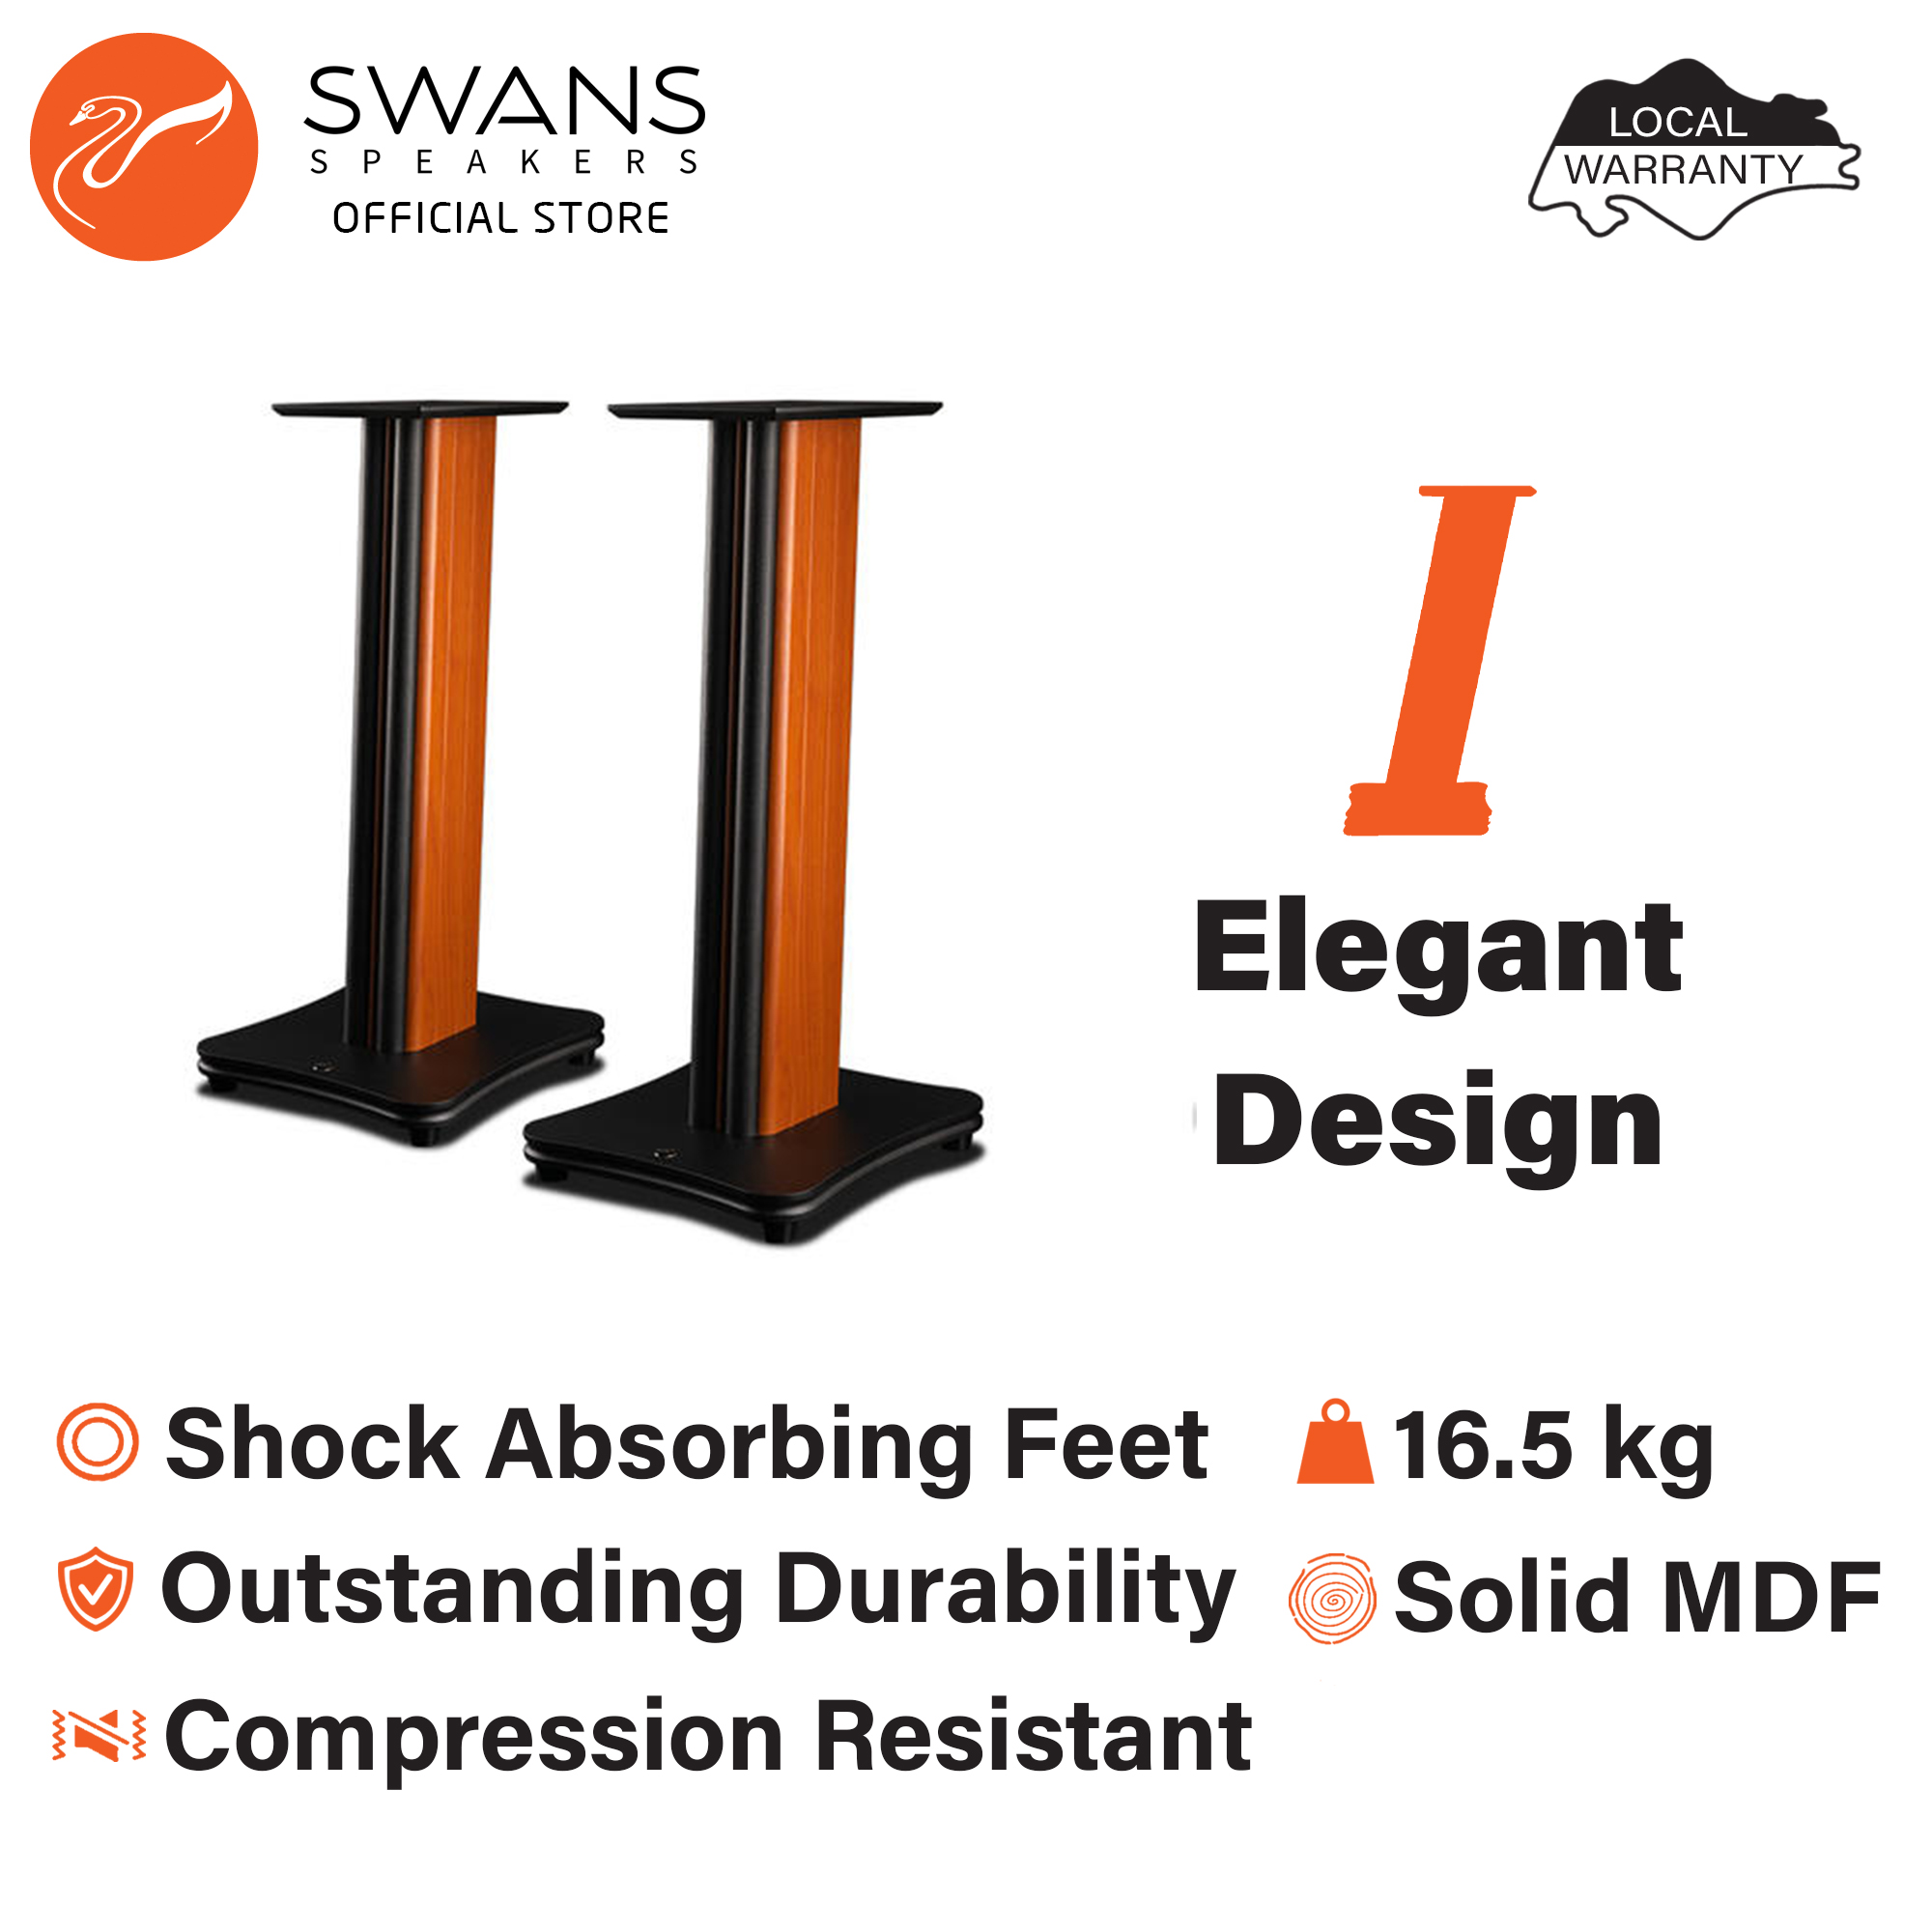 SWANS
SPEAKERS
OFFICIAL STORE
LOCAL
WARRANTY
Elegant
Design
Shock Absorbing Feet
16.5 kg
Outstanding Durability
Solid MDF
Compression Resistant